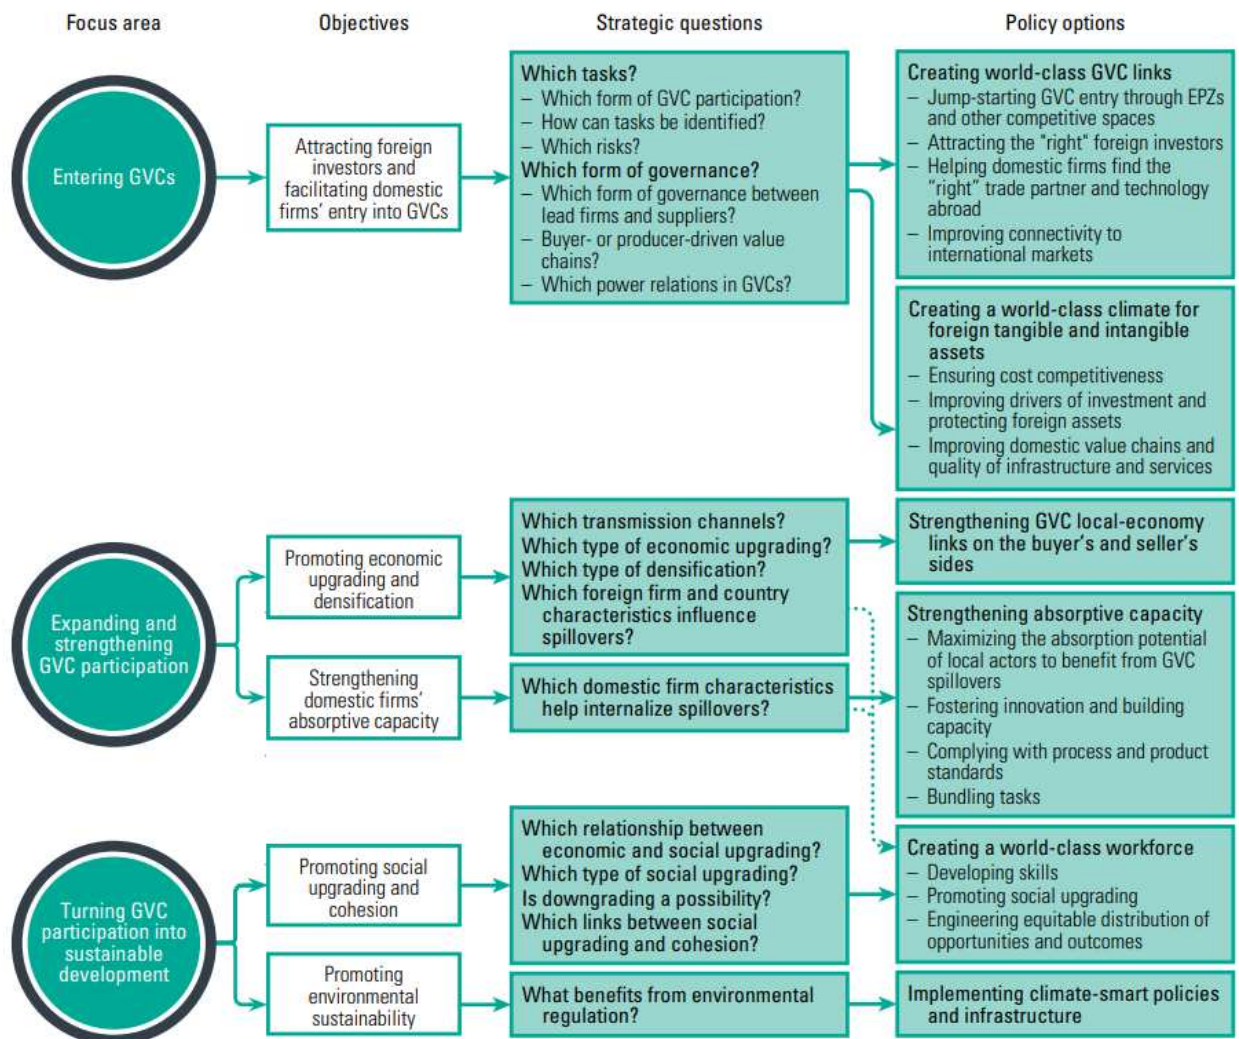 Focus area
Objectives
Strategic questions
Policy options
Entering GVCs
Attracting foreign
investors and
facilitating domestic
firms' entry into GVCs
Which tasks?
– Which form of GVC participation?
– How can tasks be identified?
– Which risks?
Which form of governance?
– Which form of governance between
lead firms and suppliers?
– Buyer- or producer-driven value
chains?
– Which power relations in GVCs?
Creating world-class GVC links
– Jump-starting GVC entry through EPZs
and other competitive spaces
– Attracting the "right" foreign investors
– Helping domestic firms find the
"right" trade partner and technology
abroad
– Improving connectivity to
international markets
Creating a world-class climate for
foreign tangible and intangible
assets
– Ensuring cost competitiveness
– Improving drivers of investment and
protecting foreign assets
– Improving domestic value chains and
quality of infrastructure and services
Expanding and
strengthening
GVC participation
Promoting economic
upgrading and
densification
Which transmission channels?
Which type of economic upgrading?
Which type of densification?
Which foreign firm and country
characteristics influence
spillovers?
Strengthening GVC local-economy
links on the buyer's and seller's
sides
Strengthening
domestic firms'
absorptive capacity
Which domestic firm characteristics
help internalize spillovers?
Strengthening absorptive capacity
– Maximizing the absorption potential
of local actors to benefit from GVC
spillovers
– Fostering innovation and building
capacity
– Complying with process and product
standards
– Bundling tasks
Turning GVC
participation into
sustainable
development
Promoting social
upgrading and
cohesion
Which relationship between
economic and social upgrading?
Which type of social upgrading?
Is downgrading a possibility?
Which links between social
upgrading and cohesion?
Creating a world-class workforce
– Developing skills
– Promoting social upgrading
– Engineering equitable distribution of
opportunities and outcomes
Promoting
environmental
sustainability
What benefits from environmental
regulation?
Implementing climate-smart policies
and infrastructure